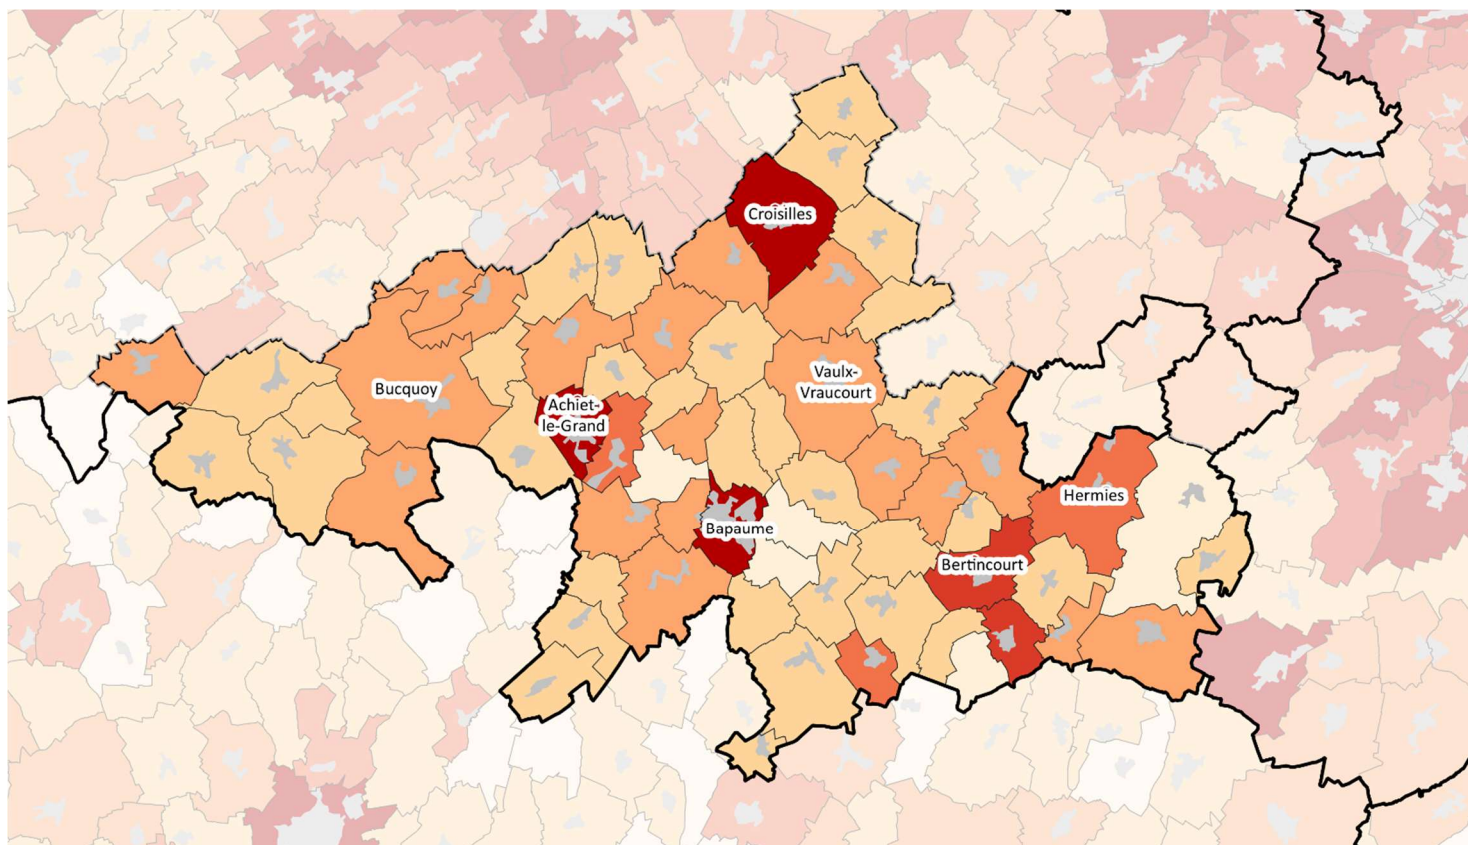 Croisilles
Vaulx-
Vraucourt
Bucquoy
Achiet-
le-Grand
Hermies
Bapaume
Bertincourt